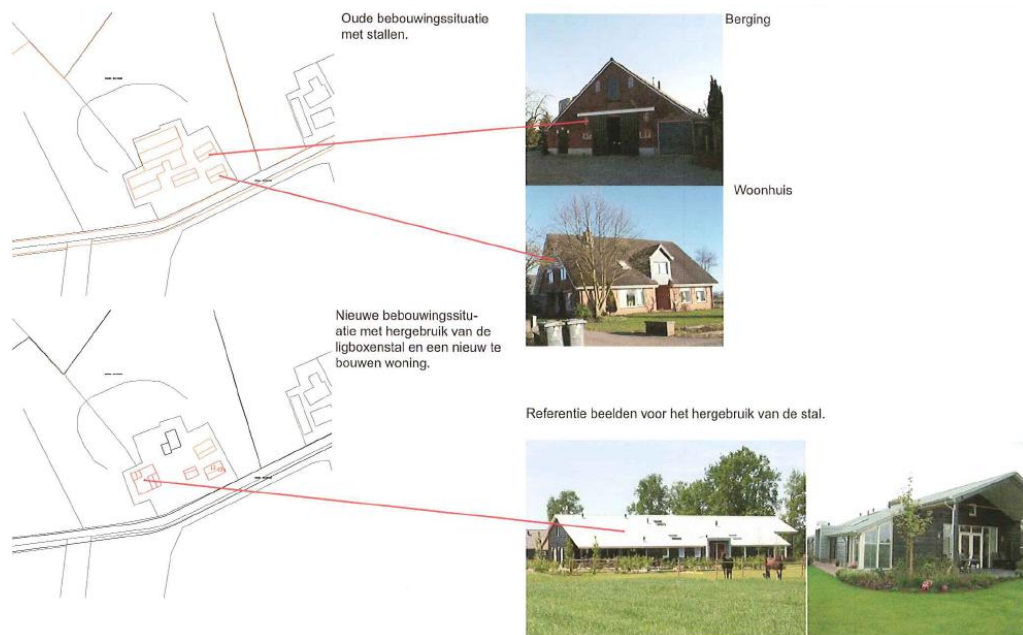 Oude bebouwingssituatie
met stallen.
Berging
Woonhuis
Nieuwe bebouwingssitu-
atie met hergebruik van de
ligboxenstal en een nieuw te
bouwen woning.
Referentie beelden voor het hergebruik van de stal.